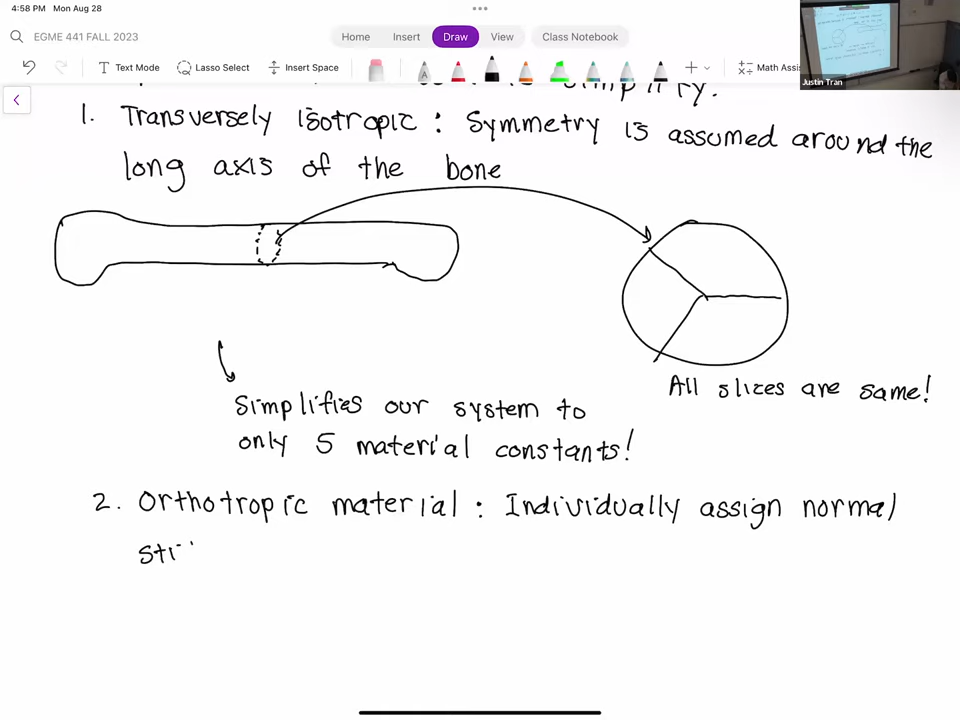 4:58 PM Mon Aug 28
EGME 441 FALL 2023
Home Insert Draw View Class Notebook
Text Mode Lasso Select Insert Space Math Assis
Justin Tran
simplify.
1. Transversely isotropic : Symmetry is assumed around the
long axis of the bone
All slices are same!
Simplifies our system to
only 5 material constants!
2. Orthotropic material : Individually assign normal